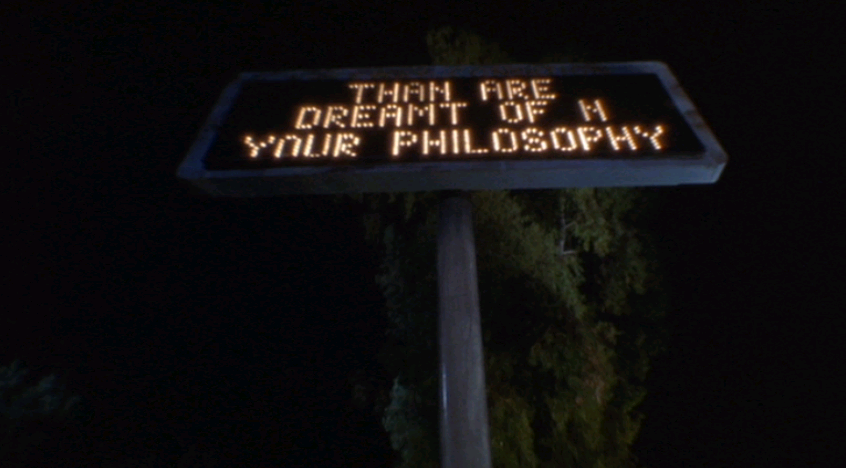 THAN ARE
DREAMT OF N
YOUR PHILOSOPHY